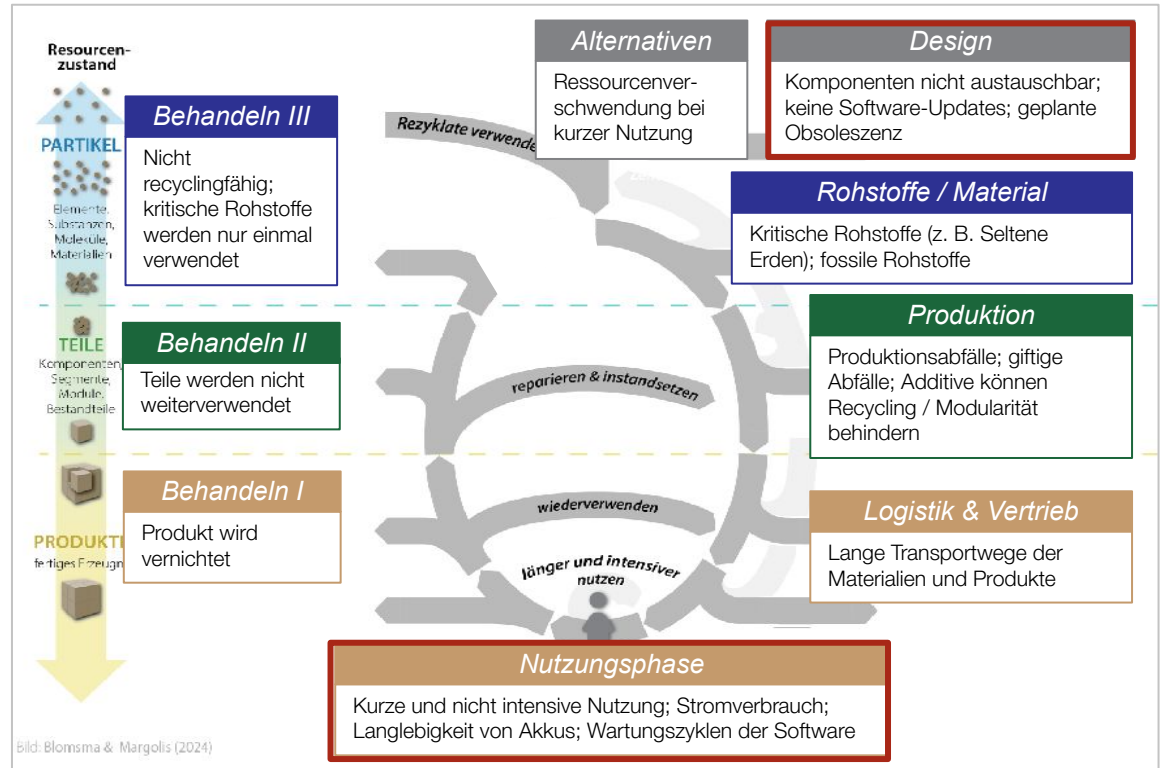 Resourcen-
zustand
PARTIKEL
Elemente,
Substanzen,
Moleküle,
Materialien
TEILE
Komponenten,
Segmente,
Module,
Bestandteile
PRODUKTE
fertiges Erzeugn
Behandeln III
Nicht
recyclingfähig;
kritische Rohstoffe
werden nur einmal
verwendet
Behandeln II
Teile werden nicht
weiterverwendet
Behandeln I
Produkt wird
vernichtet
Rezyklate verwende
reparieren & instandsetzen
wiederverwenden
länger und intensiver
nutzen
Alternativen
Ressourcenver-
schwendung bei
kurzer Nutzung
Design
Komponenten nicht austauschbar;
keine Software-Updates; geplante
Obsoleszenz
Rohstoffe / Material
Kritische Rohstoffe (z. B. Seltene
Erden); fossile Rohstoffe
Produktion
Produktionsabfälle; giftige
Abfälle; Additive können
Recycling / Modularität
behindern
Logistik & Vertrieb
Lange Transportwege der
Materialien und Produkte
Nutzungsphase
Kurze und nicht intensive Nutzung; Stromverbrauch;
Langlebigkeit von Akkus; Wartungszyklen der Software
Bild: Blomsma & Margolis (2024)